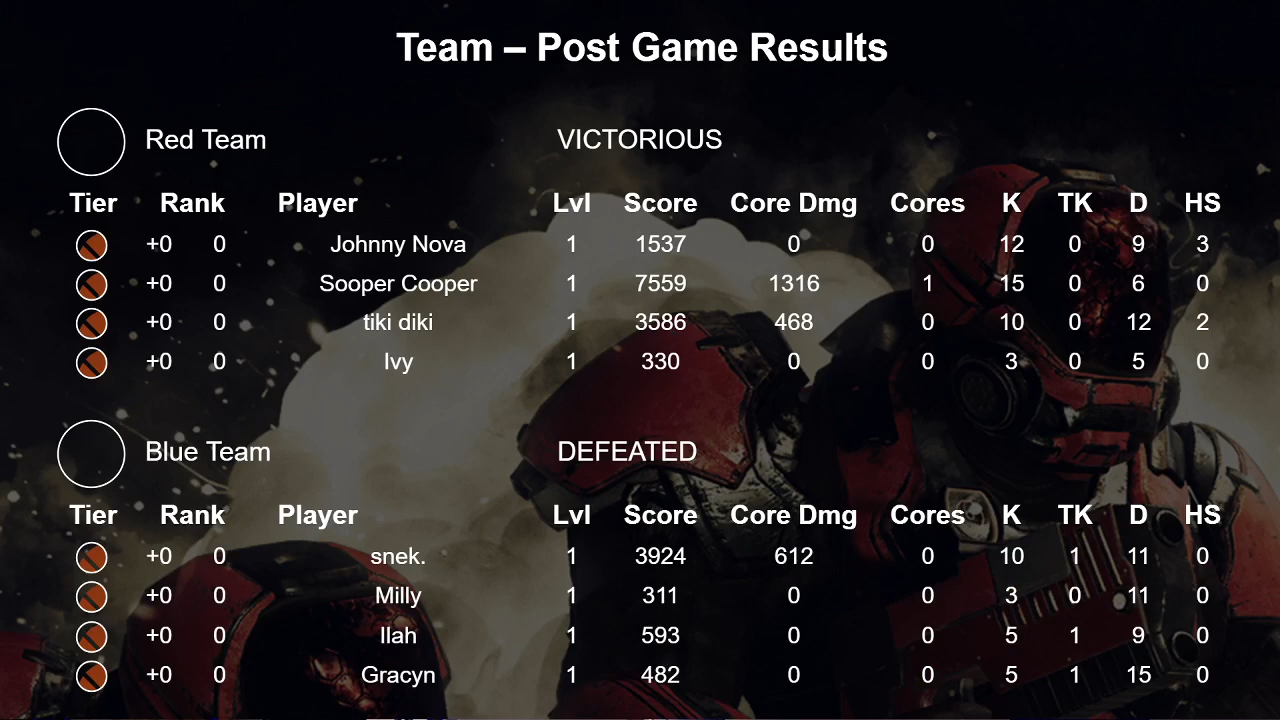 Team – Post Game Results
Red Team VICTORIOUS
Tier Rank Player Lvl Score Core Dmg Cores K TK D HS
+0 0 Johnny Nova 1 1537 0 0 12 0 9 3
+0 0 Sooper Cooper 1 7559 1316 1 15 0 6 0
+0 0 tiki diki 1 3586 468 0 10 0 12 2
+0 0 Ivy 1 330 0 0 3 0 5 0
Blue Team DEFEATED
Tier Rank Player Lvl Score Core Dmg Cores K TK D HS
+0 0 snek. 1 3924 612 0 10 1 11 0
+0 0 Milly 1 311 0 0 3 0 11 0
+0 0 Ilah 1 593 0 0 5 1 9 0
+0 0 Gracyn 1 482 0 0 5 1 15 0